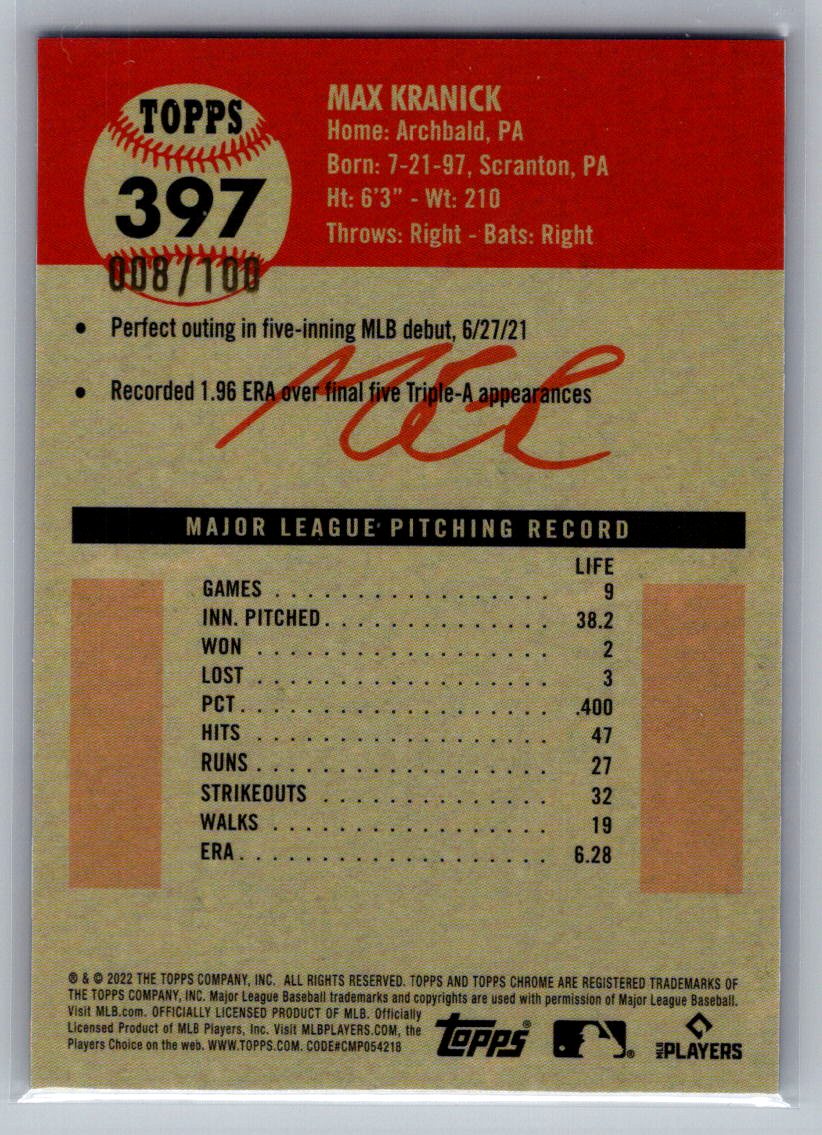 TOPPS
397
008/100
MAX KRANICK
Home: Archbald, PA
Born: 7-21-97, Scranton, PA
Ht: 6'3" - Wt: 210
Throws: Right - Bats: Right
• Perfect outing in five-inning MLB debut, 6/27/21
• Recorded 1.96 ERA over final five Triple-A appearances
MAJOR LEAGUE PITCHING RECORD
LIFE
GAMES . . . . . . . . . . . . . . . . . . 9
INN. PITCHED. . . . . . . . . . . . . . . 38.2
WON . . . . . . . . . . . . . . . . . . . 2
LOST . . . . . . . . . . . . . . . . . . . 3
PCT. . . . . . . . . . . . . . . . . . . . .400
HITS . . . . . . . . . . . . . . . . . . . 47
RUNS . . . . . . . . . . . . . . . . . . . 27
STRIKEOUTS . . . . . . . . . . . . . . . 32
WALKS . . . . . . . . . . . . . . . . . . 19
ERA. . . . . . . . . . . . . . . . . . . . 6.28
® & © 2022 THE TOPPS COMPANY, INC. ALL RIGHTS RESERVED. TOPPS AND TOPPS CHROME ARE REGISTERED TRADEMARKS OF
THE TOPPS COMPANY, INC. Major League Baseball trademarks and copyrights are used with permission of Major League Baseball.
Visit MLB.com. OFFICIALLY LICENSED PRODUCT OF MLB. Officially
Licensed Product of MLB Players, Inc. Visit MLBPLAYERS.COM, the
Players Choice on the web. WWW.TOPPS.COM. CODE#CMP054218
topps®
®
MLB PLAYERS